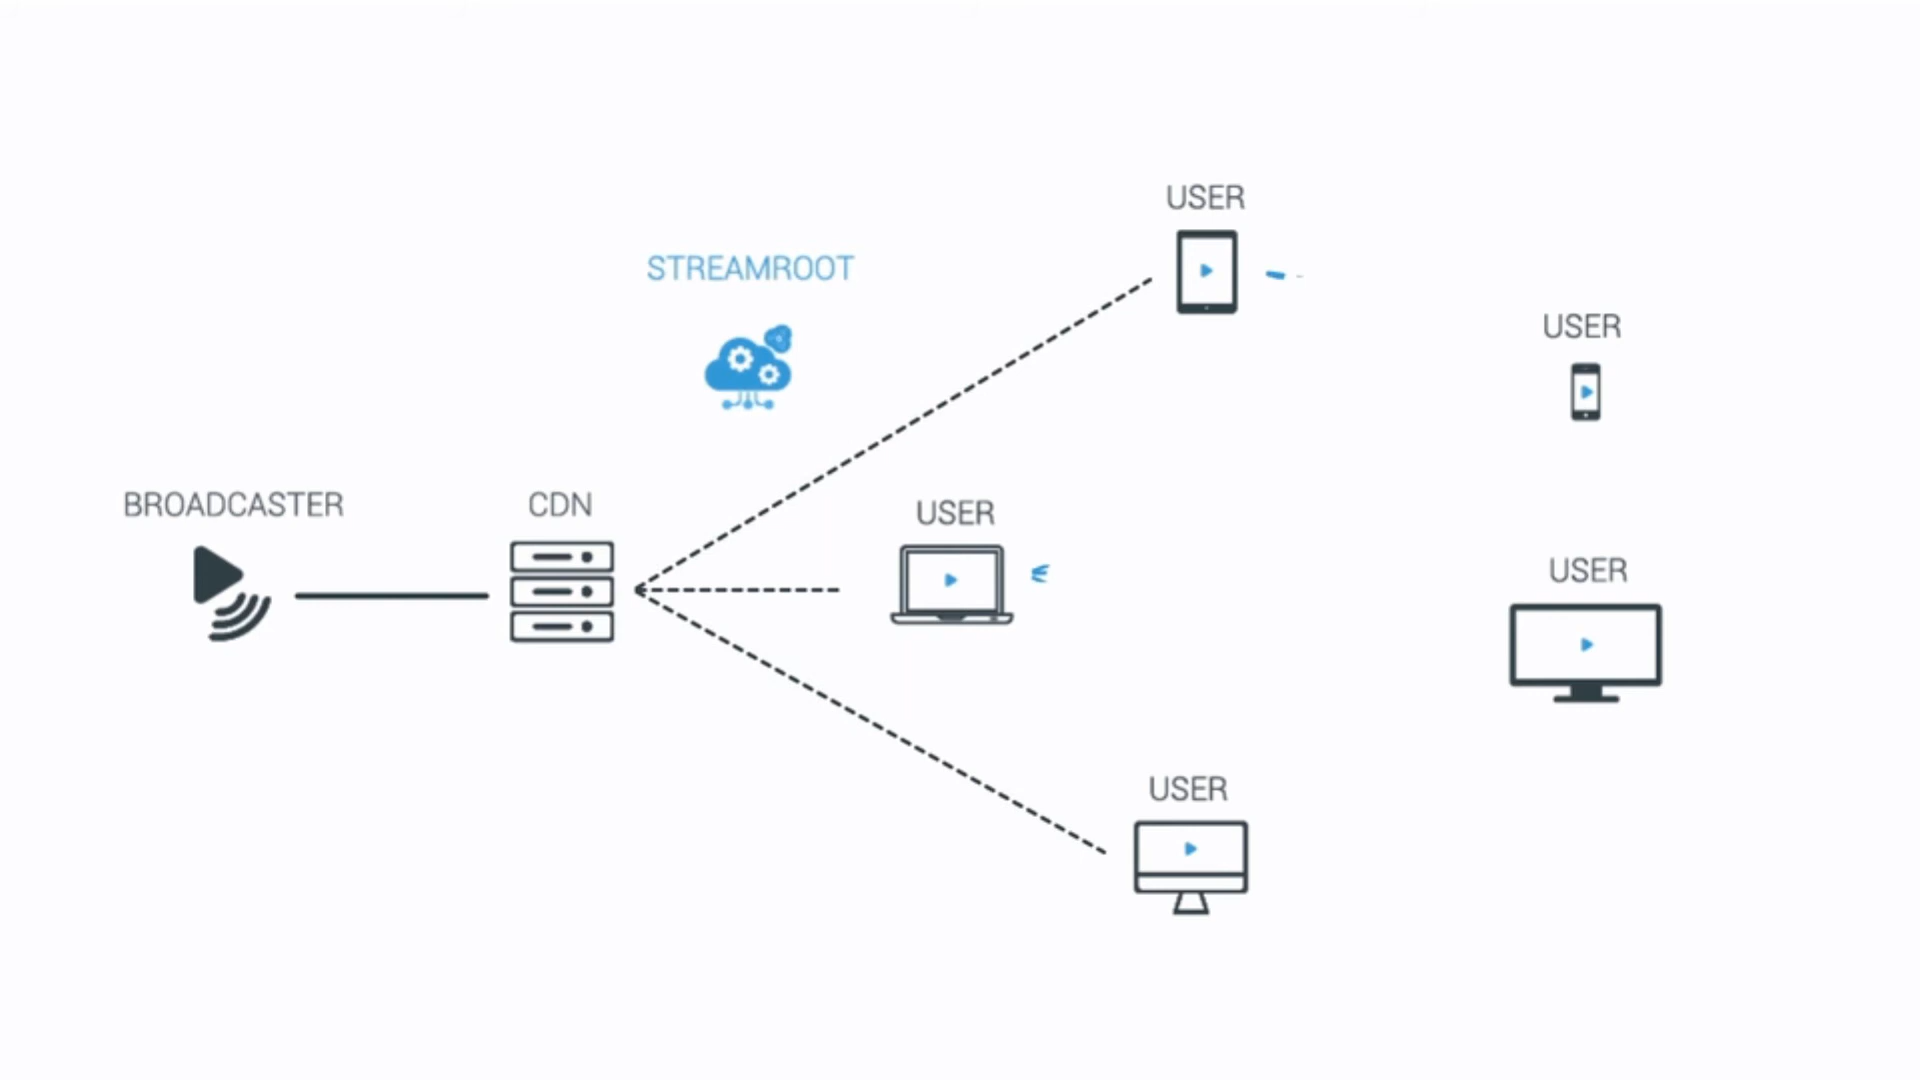 USER
STREAMROOT
USER
BROADCASTER
CDN
USER
USER
USER